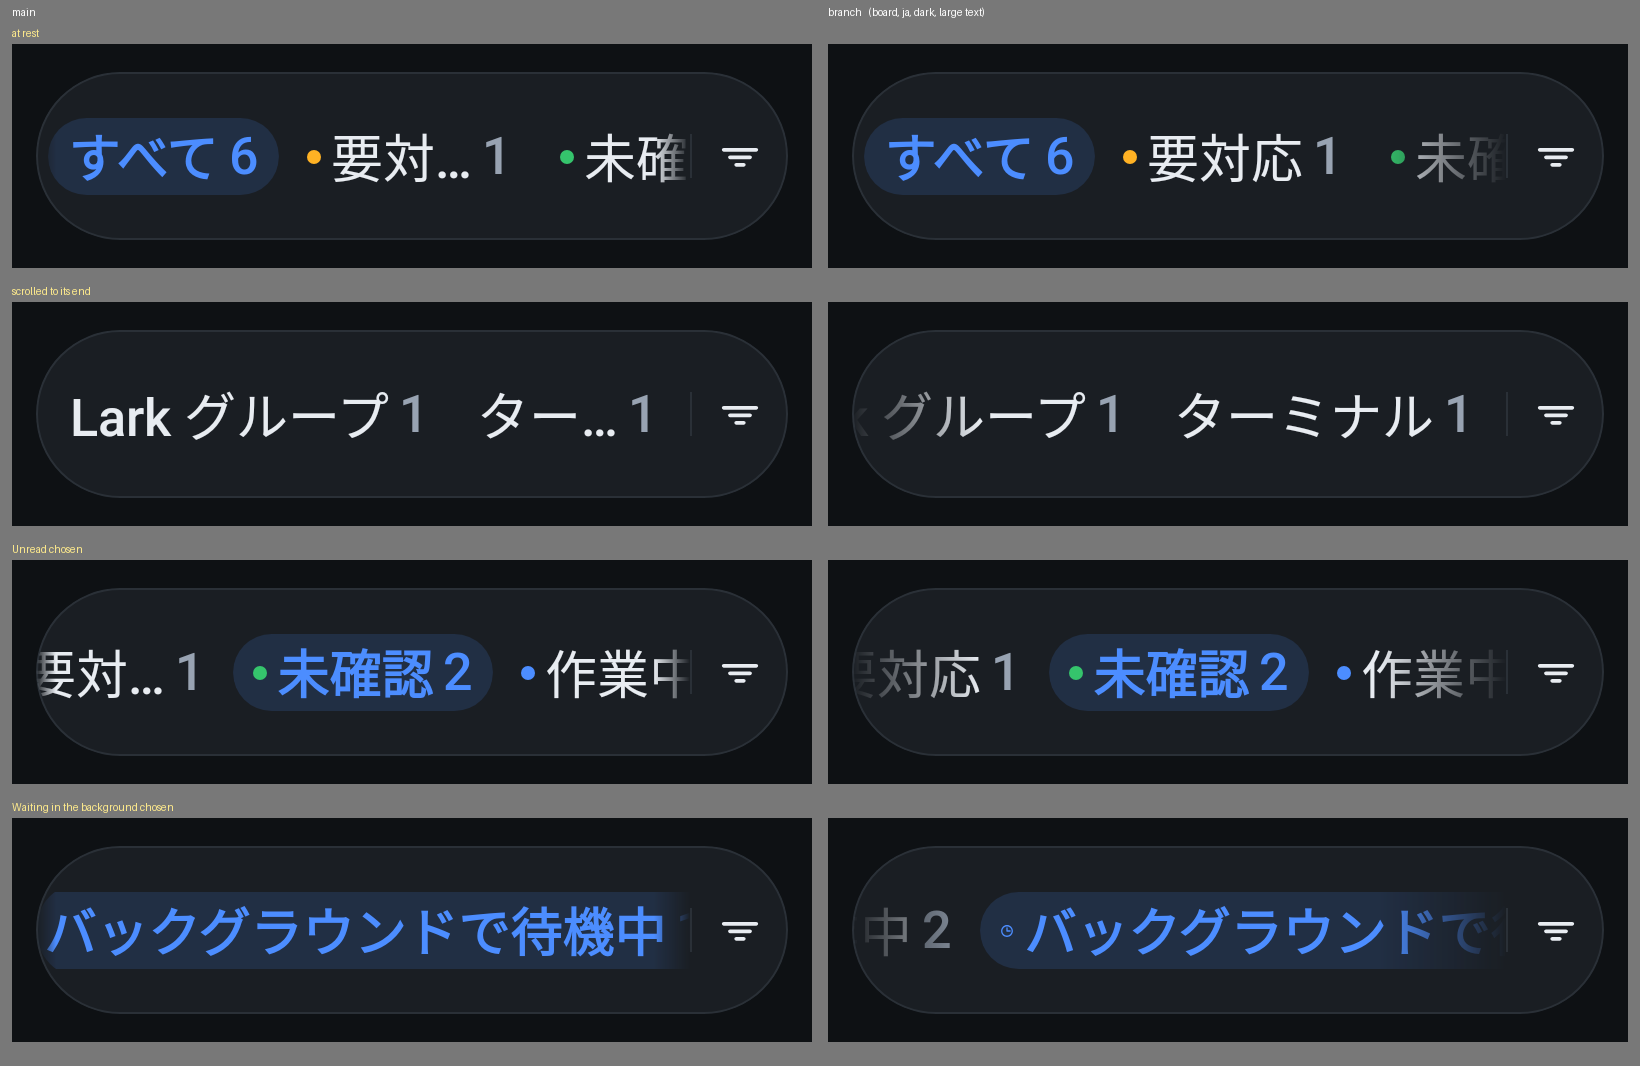 main
branch (board, ja, dark, large text)
at rest
すべて 6 要対... 1 未確
すべて 6 要対応 1 未確
scrolled to its end
Lark グループ 1 ター... 1
グループ 1 ターミナル 1
Unread chosen
要対... 1 未確認 2 作業中
要対応 1 未確認 2 作業中
Waiting in the background chosen
バックグラウンドで待機中
中 2 バックグラウンドで